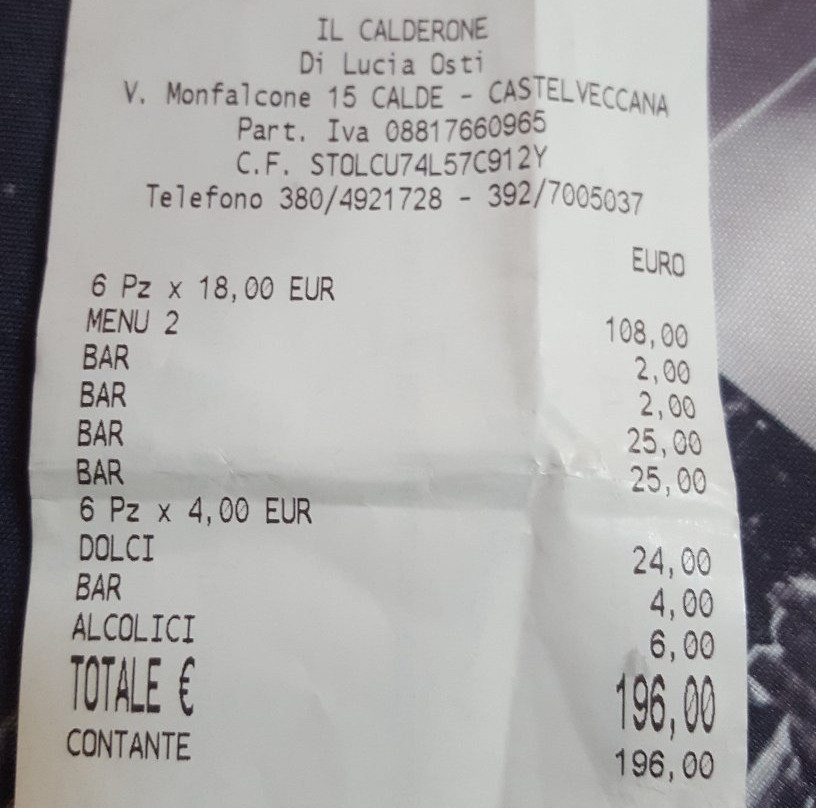 IL CALDERONE
Di Lucia Osti
V. Monfalcone 15 CALDE - CASTELVECCANA
Part. Iva 08817660965
C.F. STOLCU74L57C912Y
Telefono 380/4921728 - 392/7005037
EURO
6 Pz x 18,00 EUR
MENU 2 108,00
BAR 2,00
BAR 2,00
BAR 25,00
BAR 25,00
6 Pz x 4,00 EUR
DOLCI 24,00
BAR 4,00
ALCOLICI 6,00
TOTALE € 196,00
CONTANTE 196,00